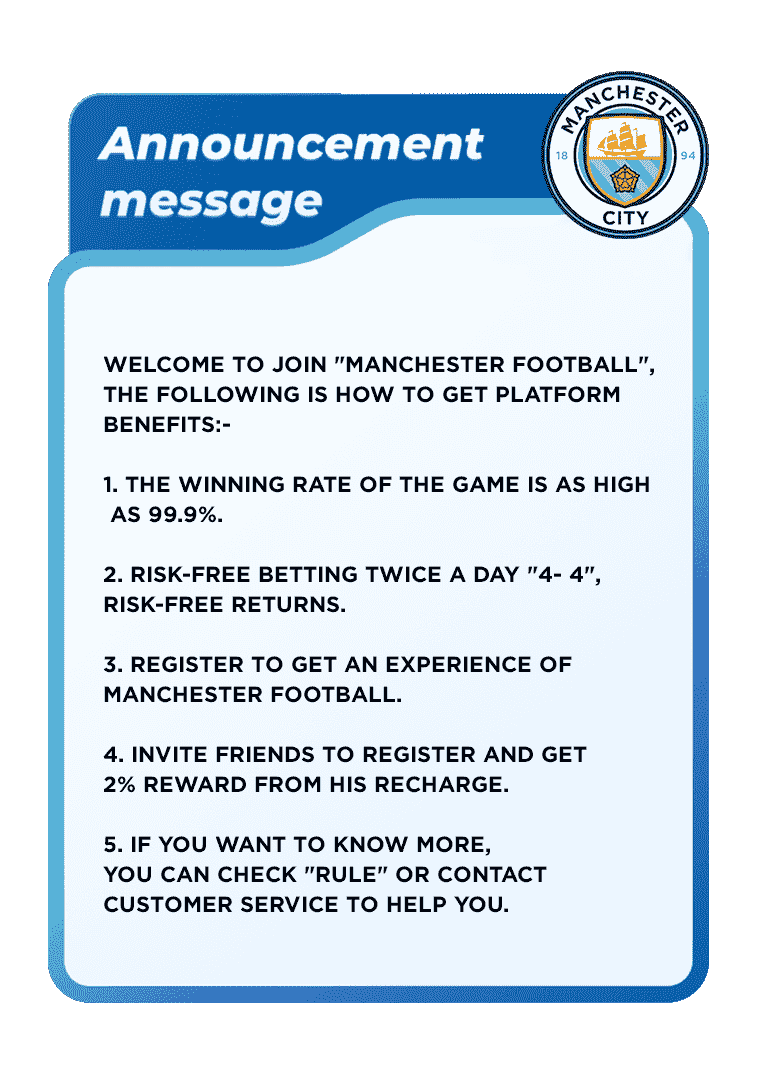 Announcement
message
MANCHESTER
18 94
CITY
WELCOME TO JOIN "MANCHESTER FOOTBALL",
THE FOLLOWING IS HOW TO GET PLATFORM
BENEFITS:-
1. THE WINNING RATE OF THE GAME IS AS HIGH
AS 99.9%.
2. RISK-FREE BETTING TWICE A DAY "4- 4",
RISK-FREE RETURNS.
3. REGISTER TO GET AN EXPERIENCE OF
MANCHESTER FOOTBALL.
4. INVITE FRIENDS TO REGISTER AND GET
2% REWARD FROM HIS RECHARGE.
5. IF YOU WANT TO KNOW MORE,
YOU CAN CHECK "RULE" OR CONTACT
CUSTOMER SERVICE TO HELP YOU.